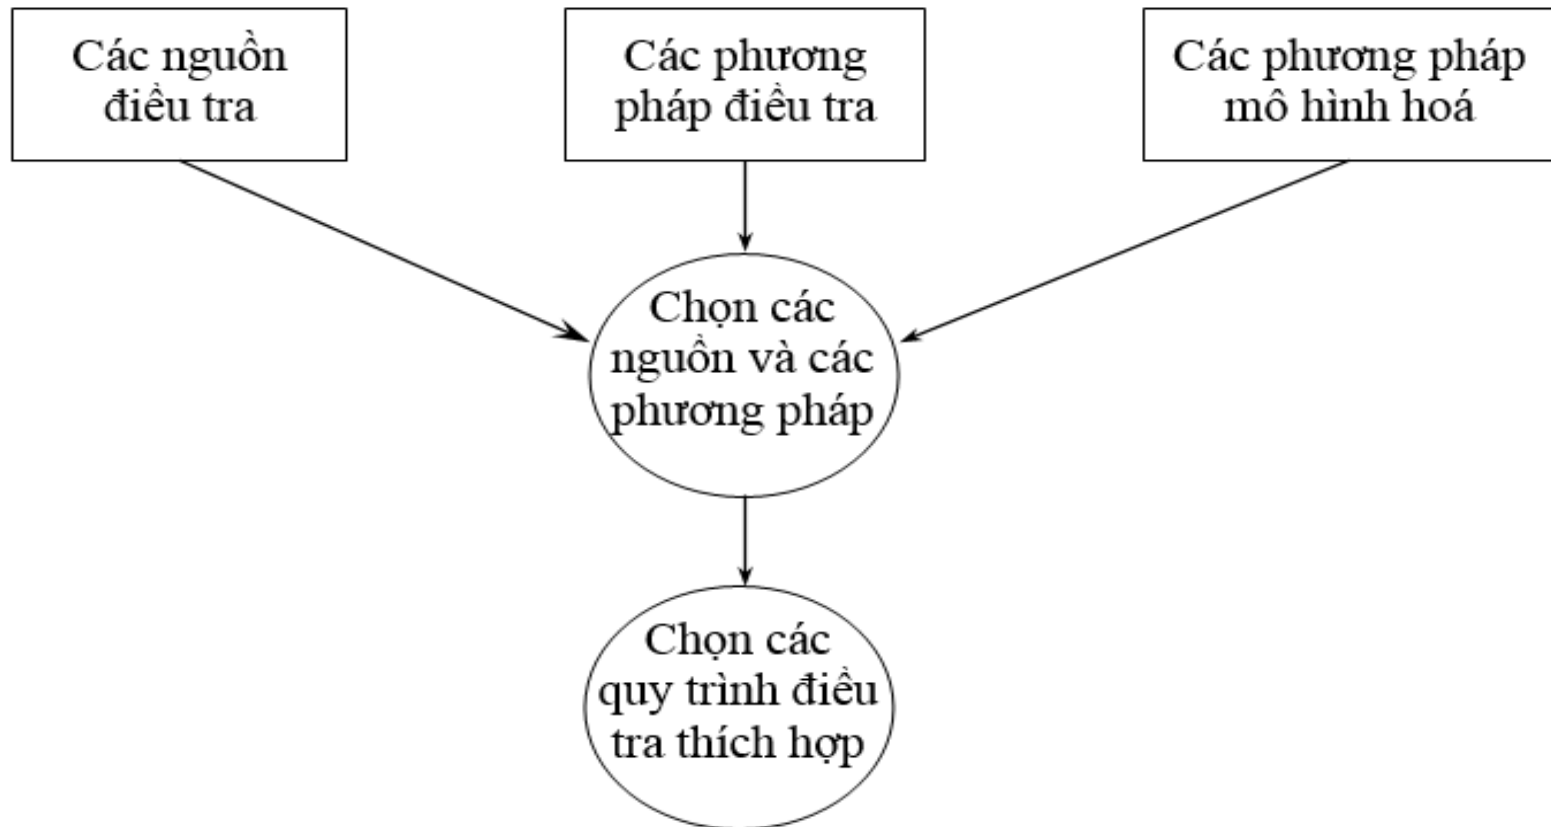 Các nguồn
điều tra
Các phương
pháp điều tra
Các phương pháp
mô hình hoá
Chọn các
nguồn và các
phương pháp
Chọn các
quy trình điều
tra thích hợp